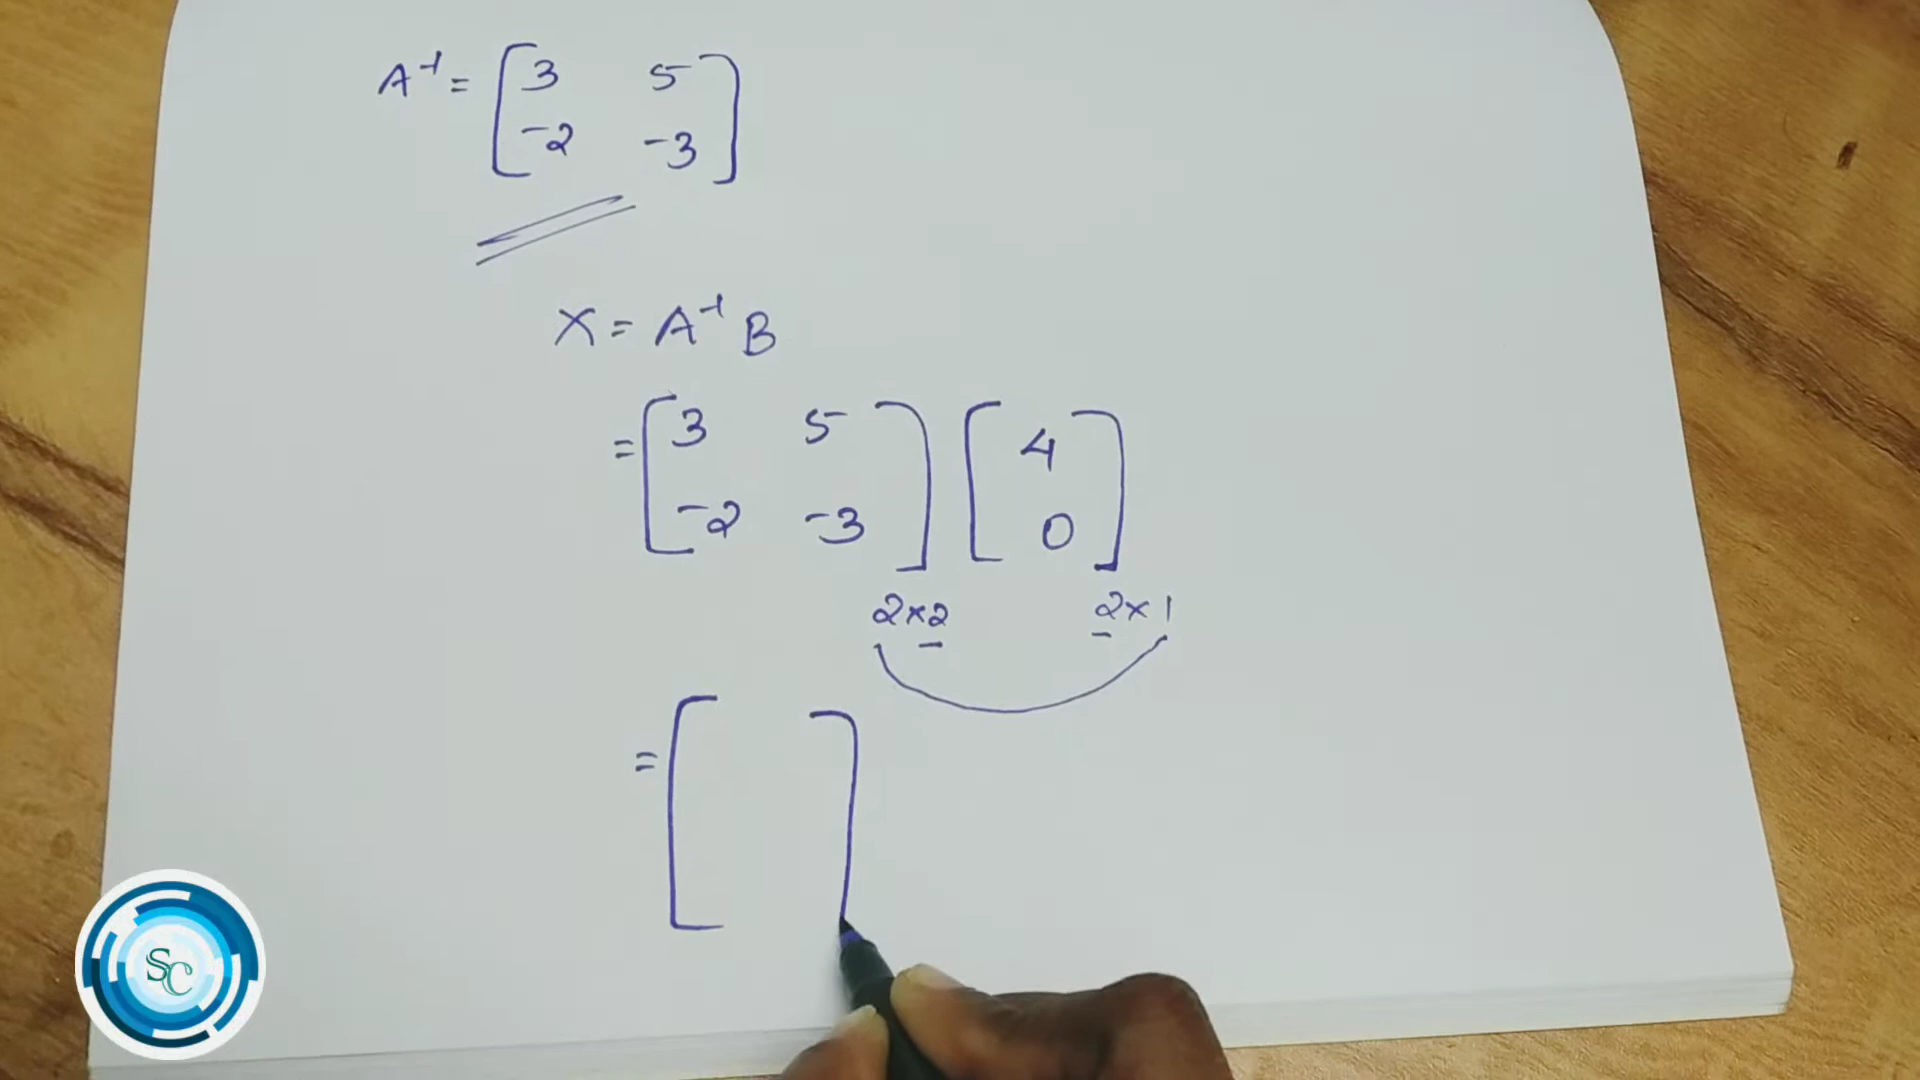 A⁻¹ = [3 5
-2 -3]
X = A⁻¹ B
= [3 5 [4
-2 -3] 0]
2×2 2×1
= [ ]
SC